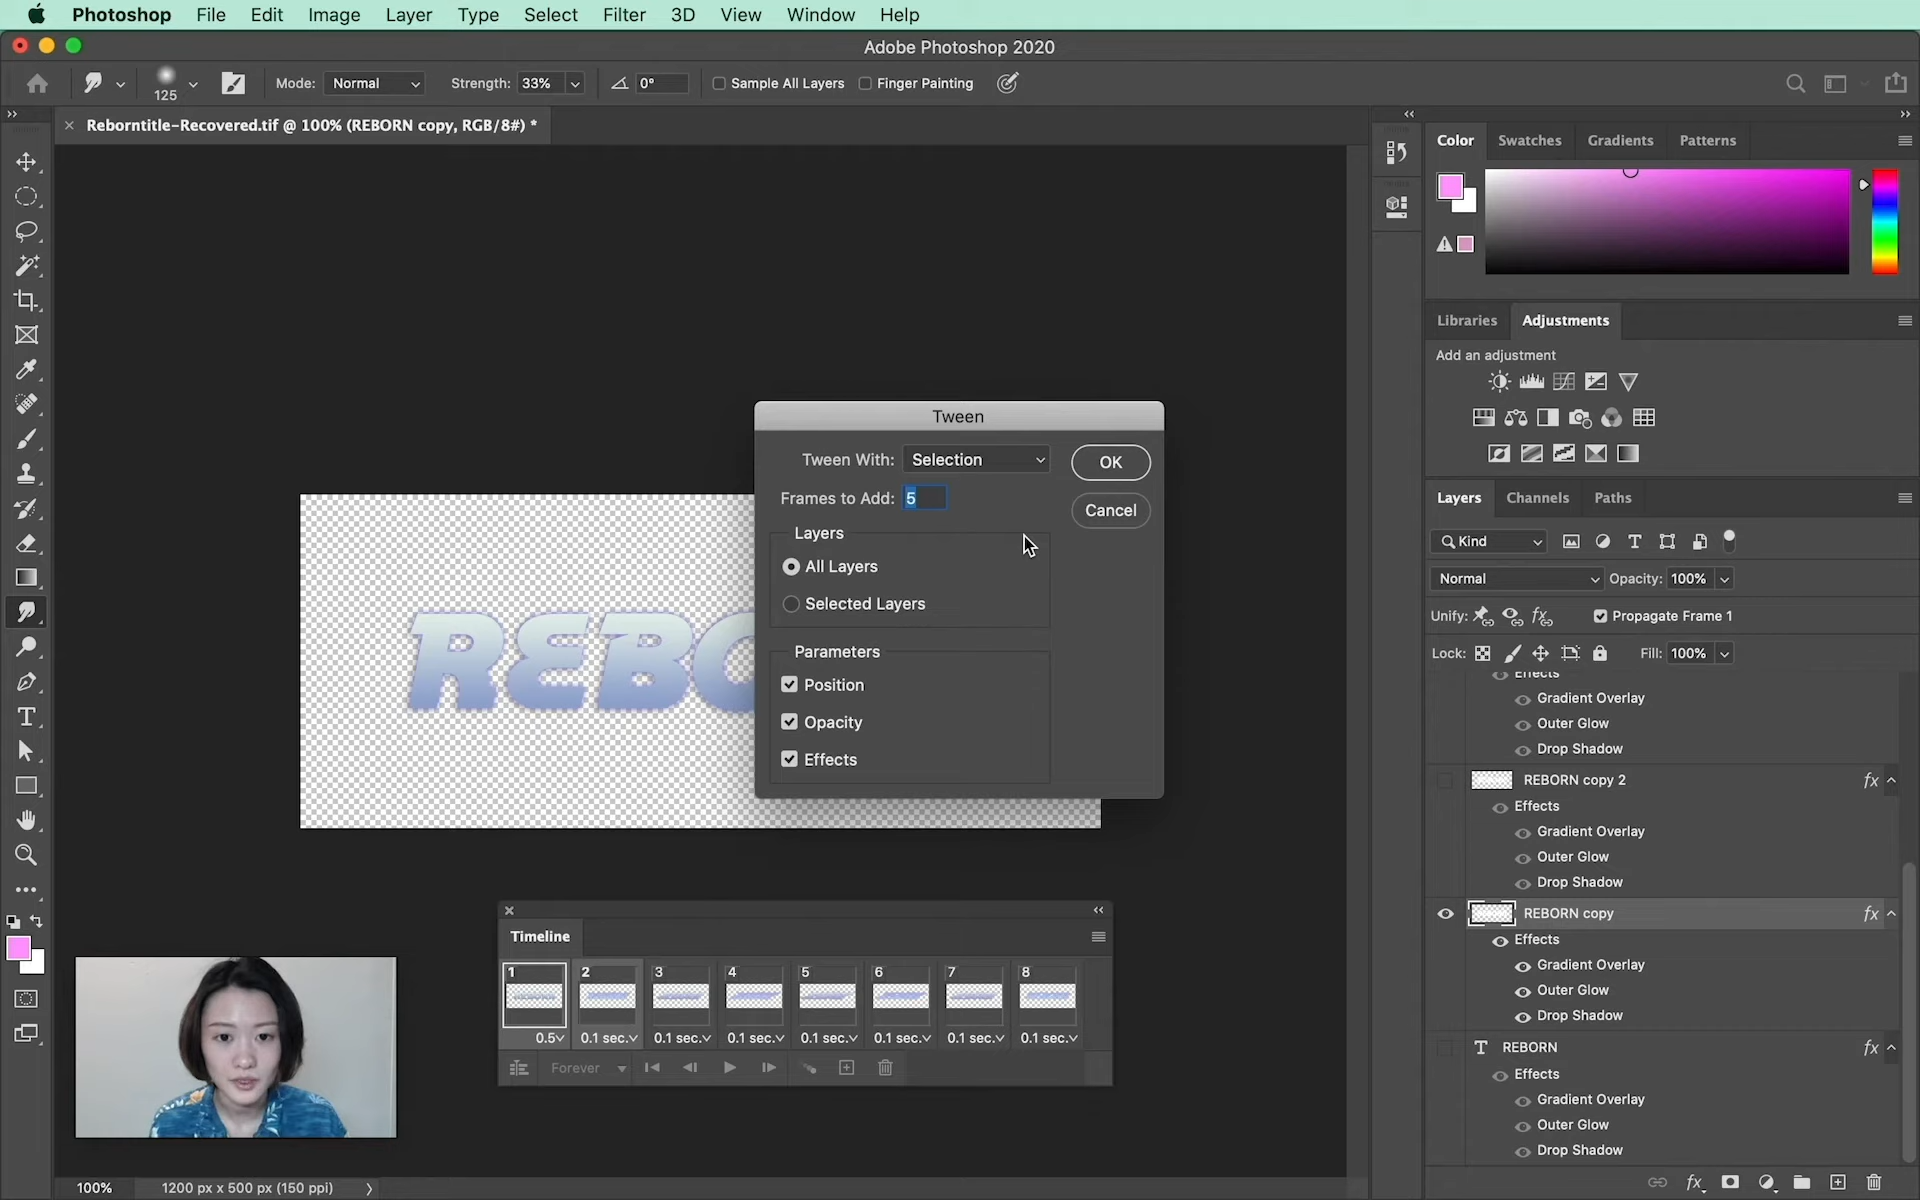 Photoshop File Edit Image Layer Type Select Filter 3D View Window Help
Adobe Photoshop 2020
125 Mode: Normal Strength: 33% 0° Sample All Layers Finger Painting
Reborntitle-Recovered.tif @ 100% (REBORN copy, RGB/8#) *
Color Swatches Gradients Patterns
Libraries Adjustments
Add an adjustment
Tween
Tween With: Selection
OK
Frames to Add: 5
Cancel
Layers
All Layers
Selected Layers
Parameters
Position
Opacity
Effects
REBO
Layers Channels Paths
Kind
Normal Opacity: 100%
Unify: Propagate Frame 1
Lock: Fill: 100%
Effects
Gradient Overlay
Outer Glow
Drop Shadow
REBORN copy 2 fx
Effects
Gradient Overlay
Outer Glow
Drop Shadow
REBORN copy fx
Effects
Gradient Overlay
Outer Glow
Drop Shadow
T REBORN fx
Effects
Gradient Overlay
Outer Glow
Drop Shadow
fx
Timeline
1 2 3 4 5 6 7 8
0.5 0.1 sec. 0.1 sec. 0.1 sec. 0.1 sec. 0.1 sec. 0.1 sec. 0.1 sec.
Forever
100% 1200 px x 500 px (150 ppi)